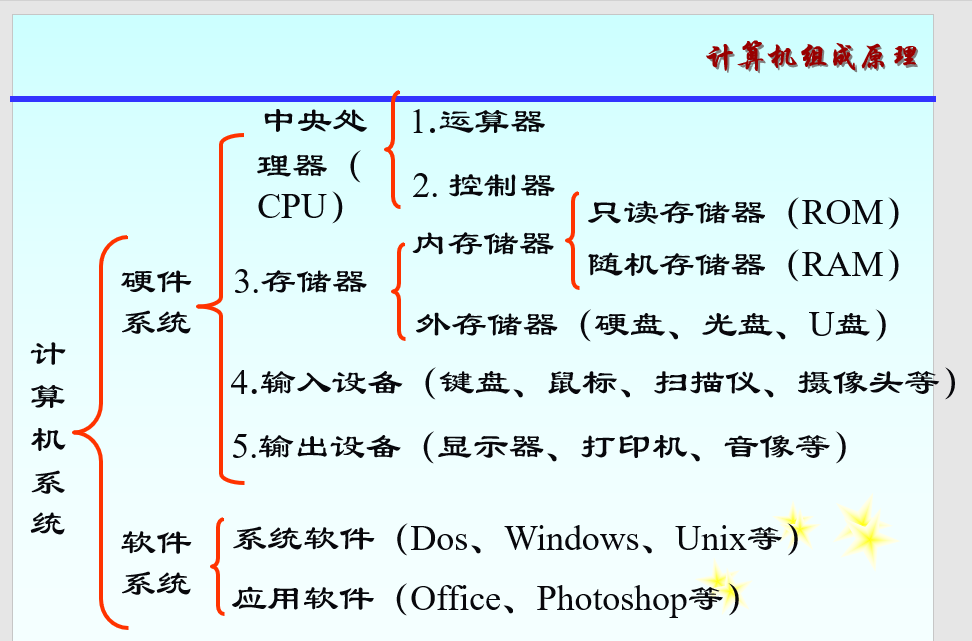 计算机组成原理
计
算
机
系
统
硬件
系统
中央处
理器（
CPU）
1.运算器
2. 控制器
3.存储器
内存储器
只读存储器（ROM）
随机存储器（RAM）
外存储器（硬盘、光盘、U盘）
4.输入设备（键盘、鼠标、扫描仪、摄像头等）
5.输出设备（显示器、打印机、音像等）
软件
系统
系统软件（Dos、Windows、Unix等）
应用软件（Office、Photoshop等）